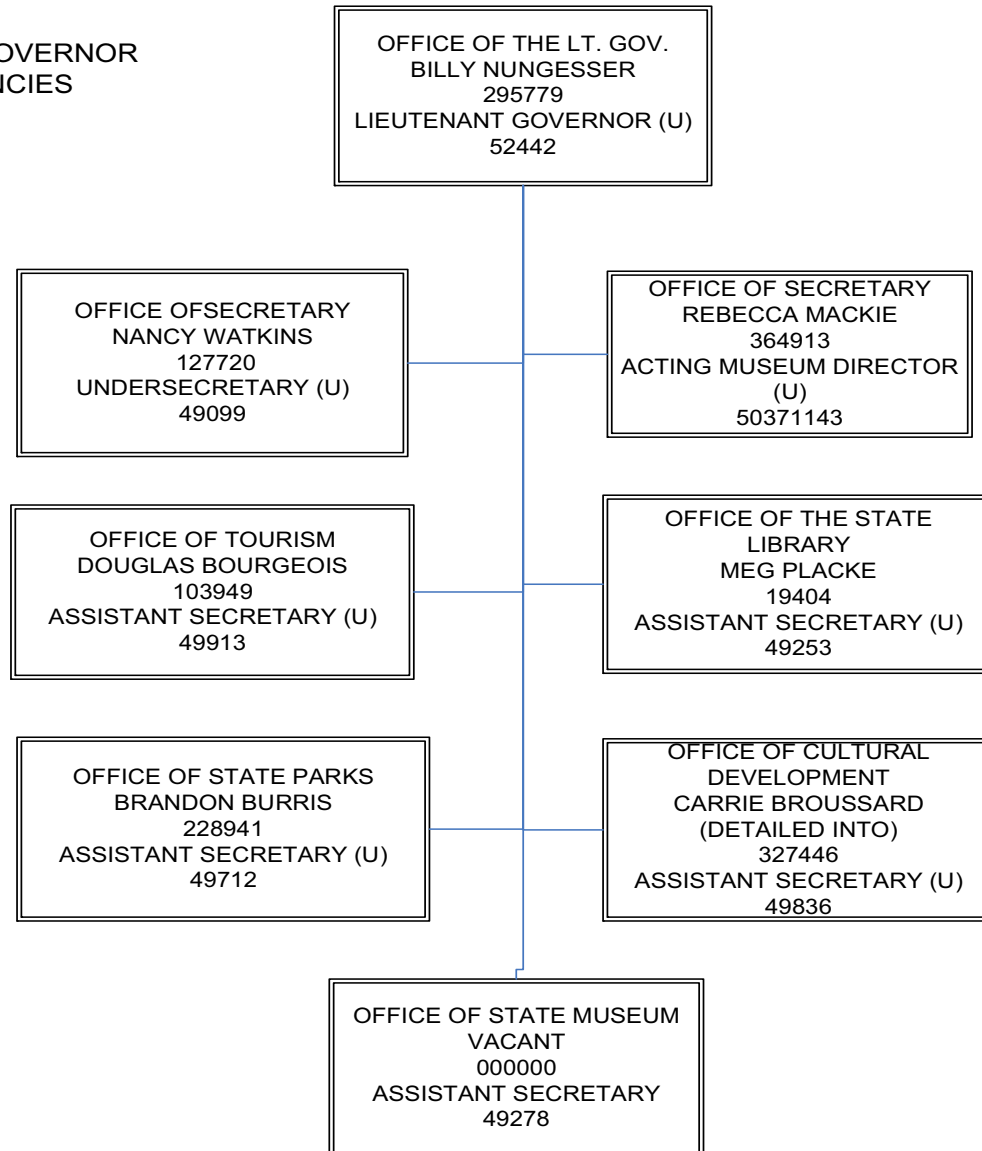 OVERNOR
NCIES
OFFICE OF THE LT. GOV.
BILLY NUNGESSER
295779
LIEUTENANT GOVERNOR (U)
52442
OFFICE OFSECRETARY
NANCY WATKINS
127720
UNDERSECRETARY (U)
49099
OFFICE OF SECRETARY
REBECCA MACKIE
364913
ACTING MUSEUM DIRECTOR
(U)
50371143
OFFICE OF TOURISM
DOUGLAS BOURGEOIS
103949
ASSISTANT SECRETARY (U)
49913
OFFICE OF THE STATE
LIBRARY
MEG PLACKE
19404
ASSISTANT SECRETARY (U)
49253
OFFICE OF STATE PARKS
BRANDON BURRIS
228941
ASSISTANT SECRETARY (U)
49712
OFFICE OF CULTURAL
DEVELOPMENT
CARRIE BROUSSARD
(DETAILED INTO)
327446
ASSISTANT SECRETARY (U)
49836
OFFICE OF STATE MUSEUM
VACANT
000000
ASSISTANT SECRETARY
49278